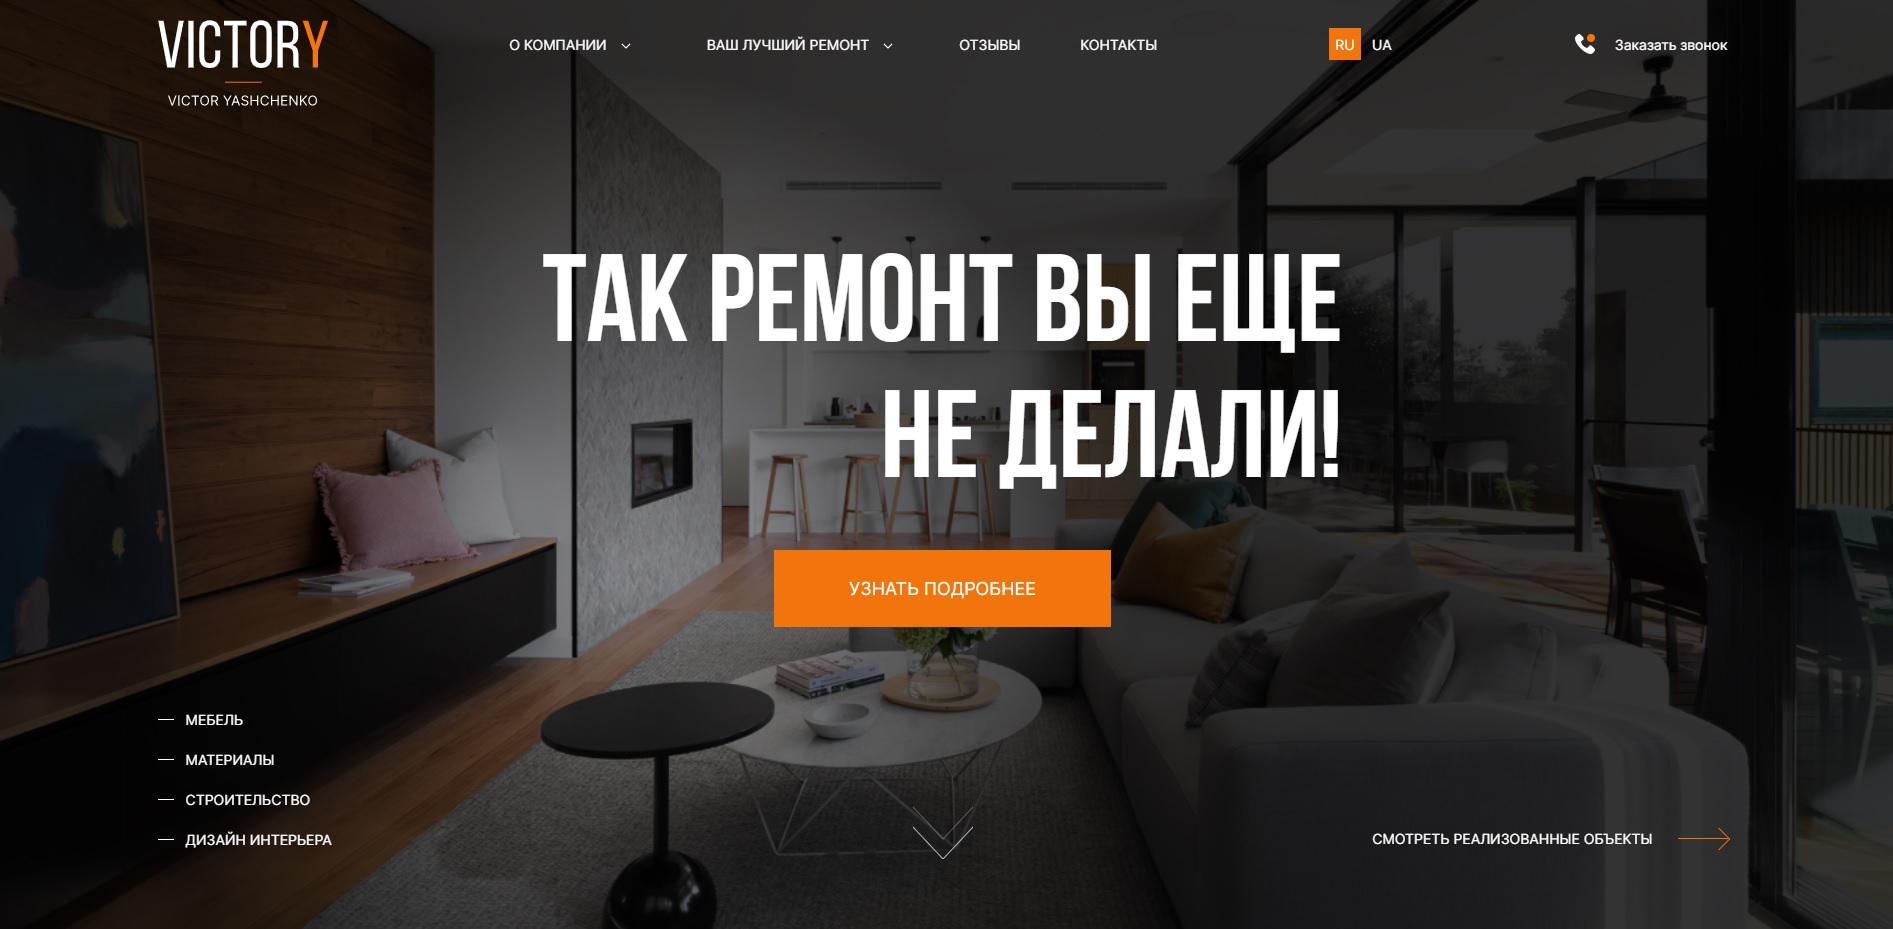 VICTORY
VICTOR YASHCHENKO
О КОМПАНИИ
ВАШ ЛУЧШИЙ РЕМОНТ
ОТЗЫВЫ
КОНТАКТЫ
RU UA
Заказать звонок
ТАК РЕМОНТ ВЫ ЕЩЕ
НЕ ДЕЛАЛИ!
УЗНАТЬ ПОДРОБНЕЕ
МЕБЕЛЬ
МАТЕРИАЛЫ
СТРОИТЕЛЬСТВО
ДИЗАЙН ИНТЕРЬЕРА
СМОТРЕТЬ РЕАЛИЗОВАННЫЕ ОБЪЕКТЫ